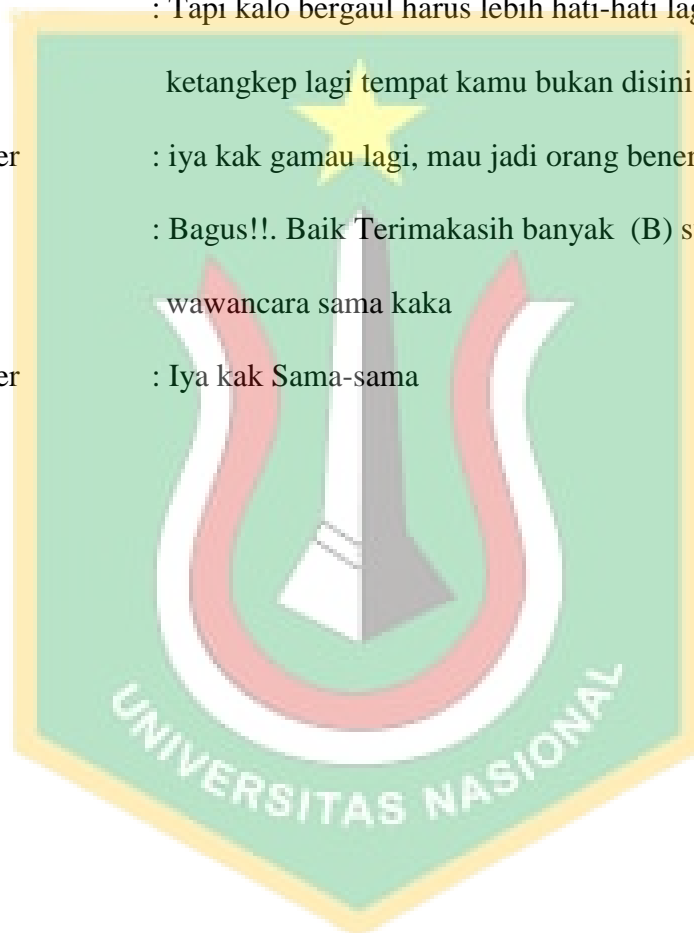 : Tapi kalo bergaul harus lebih hati-hati lag
ketangkep lagi tempat kamu bukan disini
er : iya kak gamau lagi, mau jadi orang bener
: Bagus!!. Baik Terimakasih banyak (B) s
wawancara sama kaka
er : Iya kak Sama-sama
UNIVERSITAS NASIONAL